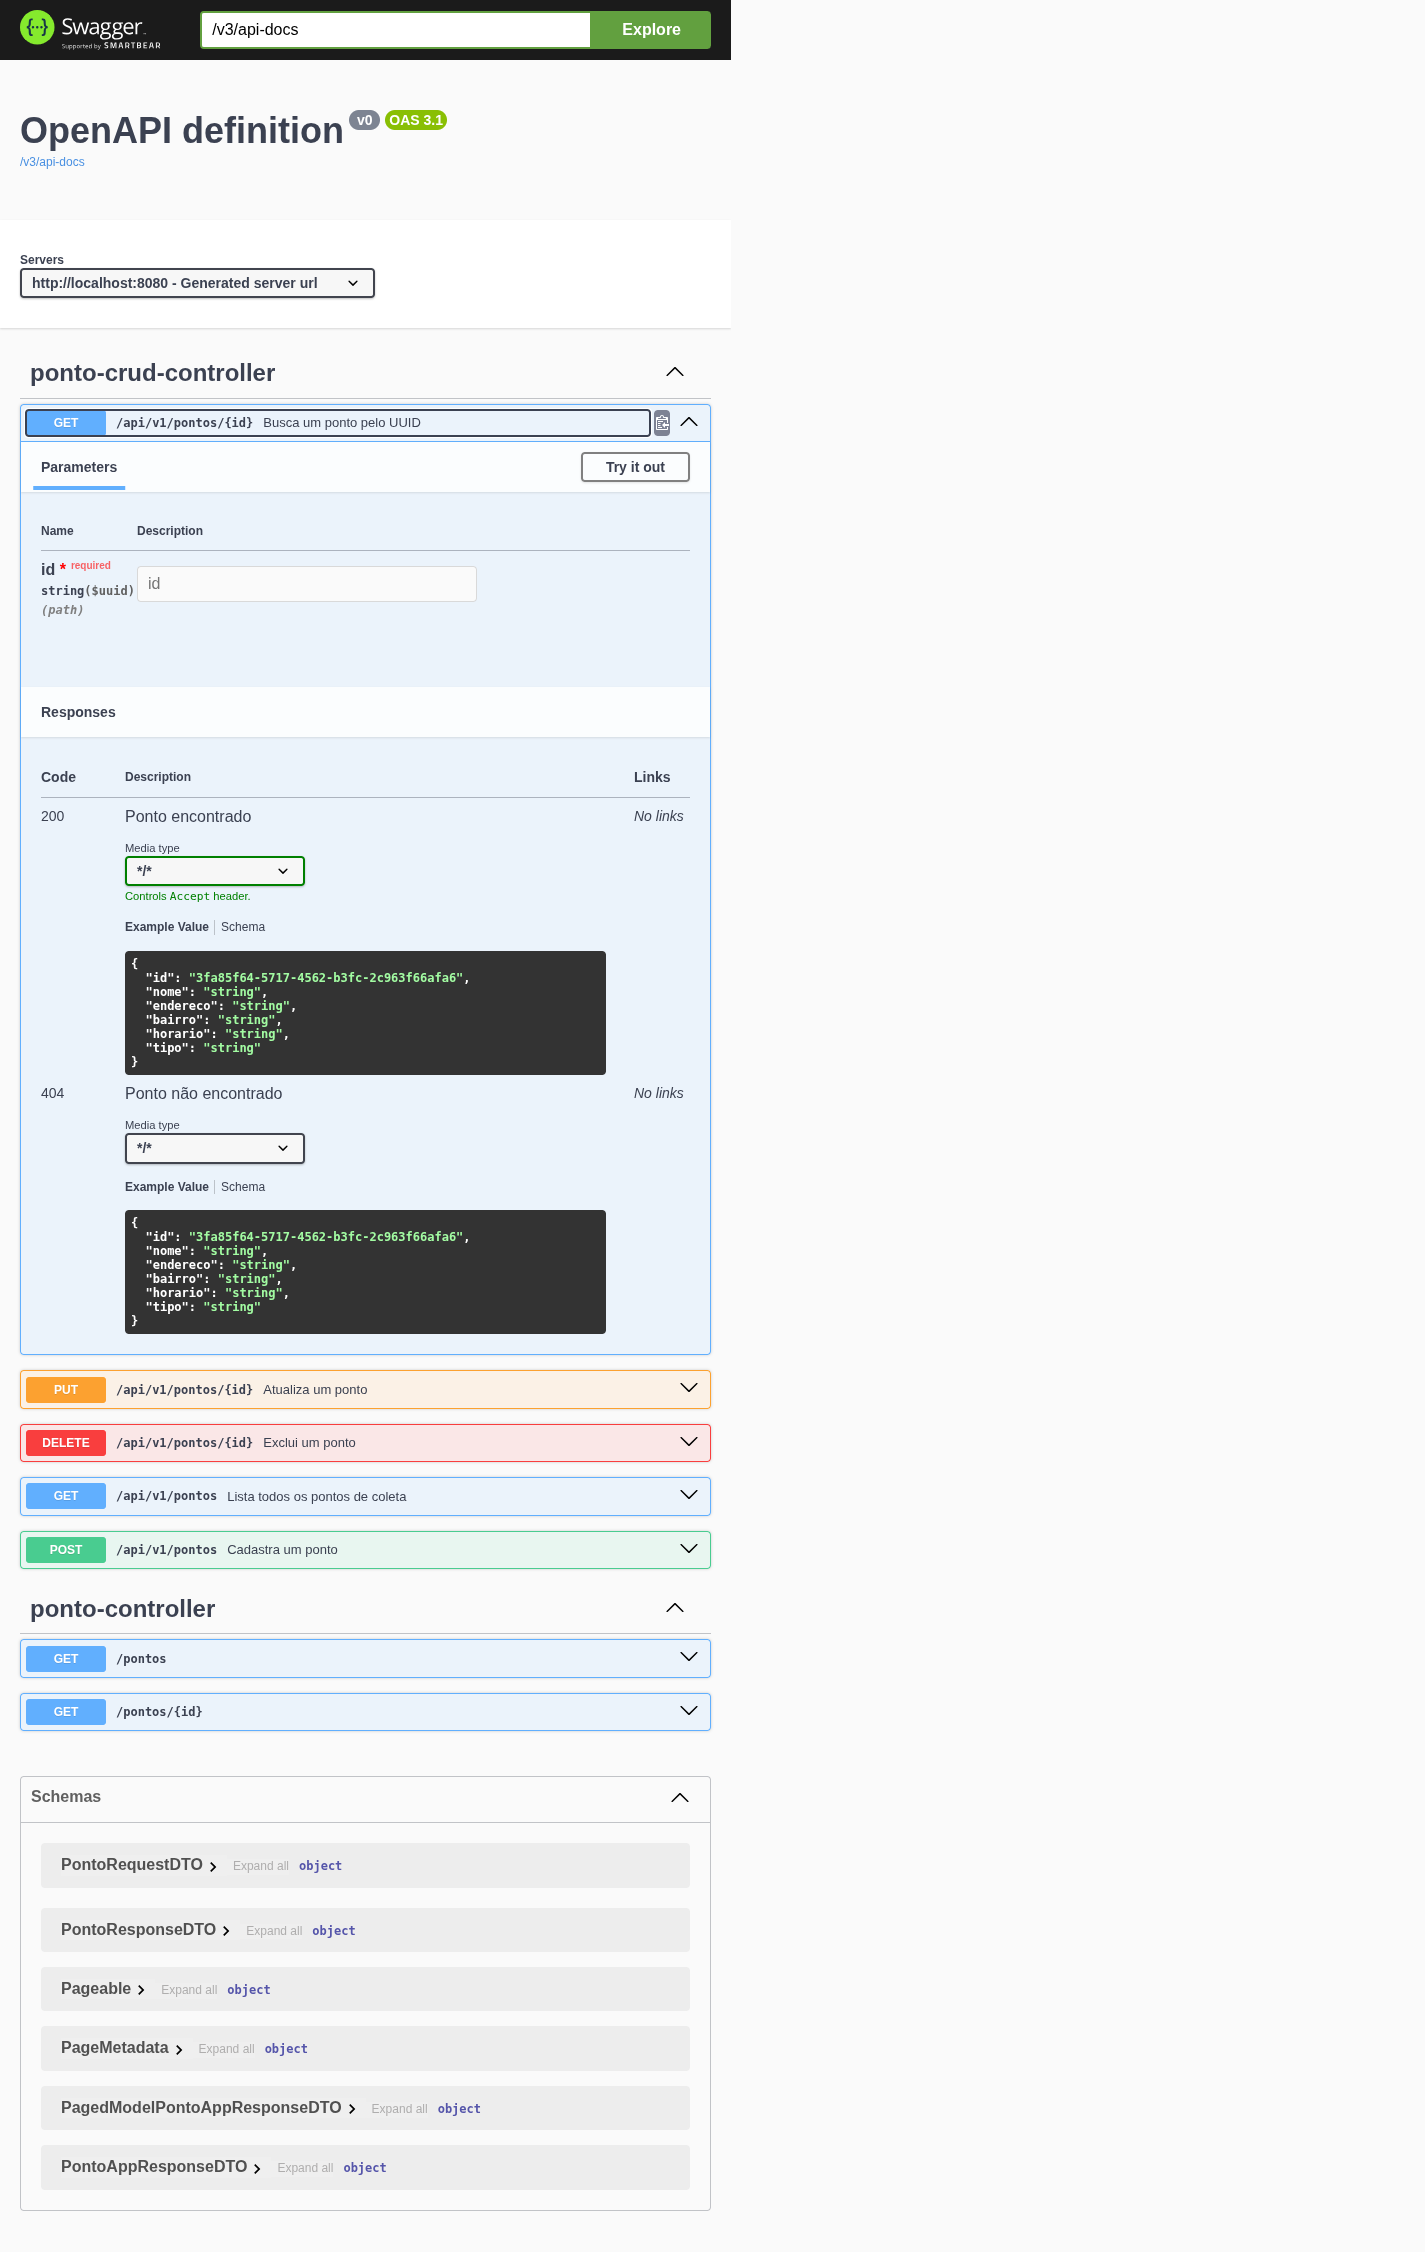 Swagger
Supported by SMARTBEAR
/v3/api-docs
Explore
OpenAPI definition v0 OAS 3.1
/v3/api-docs
Servers
http://localhost:8080 - Generated server url
ponto-crud-controller
GET /api/v1/pontos/{id} Busca um ponto pelo UUID
Parameters
Try it out
Name Description
id * required
string($uuid)
(path)
id
Responses
Code Description Links
200 Ponto encontrado No links
Media type
*/*
Controls Accept header.
Example Value Schema
{
  "id": "3fa85f64-5717-4562-b3fc-2c963f66afa6",
  "nome": "string",
  "endereco": "string",
  "bairro": "string",
  "horario": "string",
  "tipo": "string"
}
404 Ponto não encontrado No links
Media type
*/*
Example Value Schema
{
  "id": "3fa85f64-5717-4562-b3fc-2c963f66afa6",
  "nome": "string",
  "endereco": "string",
  "bairro": "string",
  "horario": "string",
  "tipo": "string"
}
PUT /api/v1/pontos/{id} Atualiza um ponto
DELETE /api/v1/pontos/{id} Exclui um ponto
GET /api/v1/pontos Lista todos os pontos de coleta
POST /api/v1/pontos Cadastra um ponto
ponto-controller
GET /pontos
GET /pontos/{id}
Schemas
PontoRequestDTO Expand all object
PontoResponseDTO Expand all object
Pageable Expand all object
PageMetadata Expand all object
PagedModelPontoAppResponseDTO Expand all object
PontoAppResponseDTO Expand all object